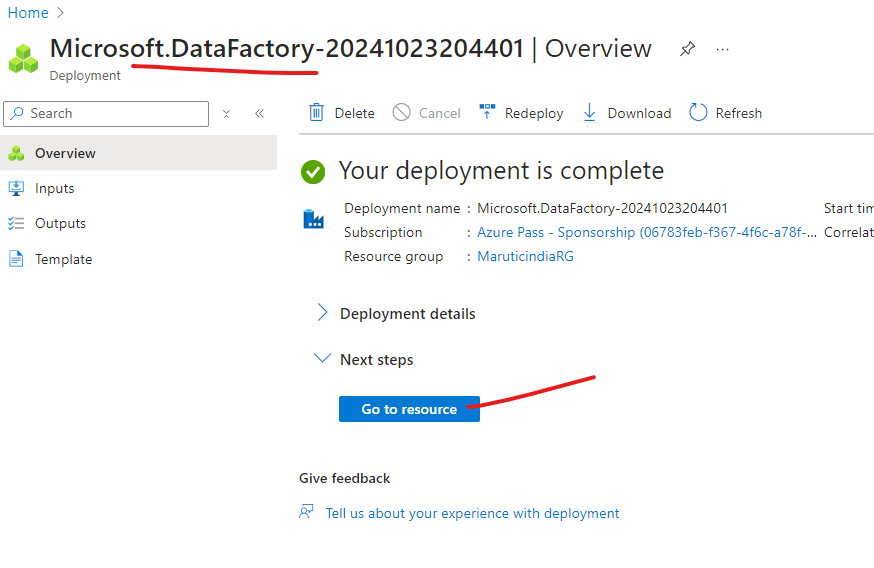 Home >
Microsoft.DataFactory-20241023204401 | Overview ...
Deployment
Search
Delete Cancel Redeploy Download Refresh
Overview
Inputs
Outputs
Template
Your deployment is complete
Deployment name : Microsoft.DataFactory-20241023204401 Start tim
Subscription : Azure Pass - Sponsorship (06783feb-f367-4f6c-a78f-... Correlat
Resource group : MaruticindiaRG
Deployment details
Next steps
Go to resource
Give feedback
Tell us about your experience with deployment